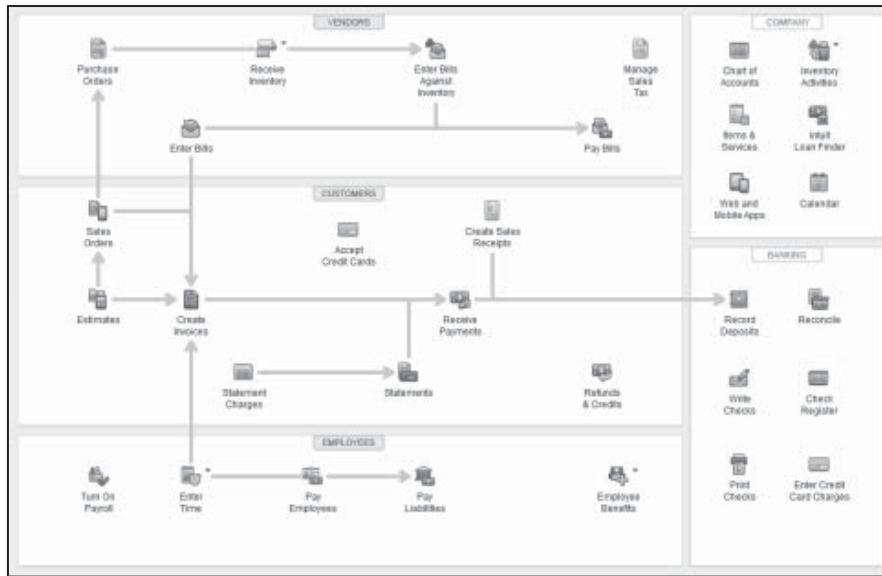 VENDORS
Purchase
Orders
Receive
Inventory
Enter Bills
Against
Inventory
Manage
Sales
Tax
Enter Bills
Pay Bills
CUSTOMERS
Sales
Orders
Accept
Credit Cards
Create Sales
Receipts
Estimates
Create
Invoices
Receive
Payments
Statement
Charges
Statements
Refunds
& Credits
EMPLOYEES
Turn On
Payroll
Enter
Time
Pay
Employees
Pay
Liabilities
Employee
Benefits
COMPANY
Chart of
Accounts
Inventory
Activities
Items &
Services
Intuit
Loan Finder
Web and
Mobile Apps
Calendar
BANKING
Record
Deposits
Reconcile
Write
Checks
Check
Register
Print
Checks
Enter Credit
Card Charges